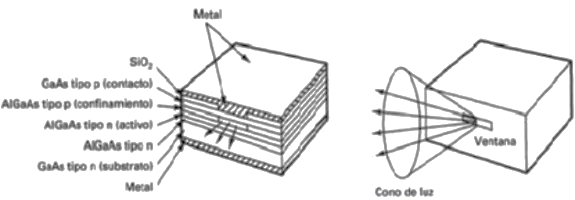 Metal
SiO2
GaAs tipo p (contacto)
AlGaAs tipo p (confinamiento)
AlGaAs tipo n (activo)
AlGaAs tipo n
GaAs tipo n (substrato)
Metal
Ventana
Cono de luz